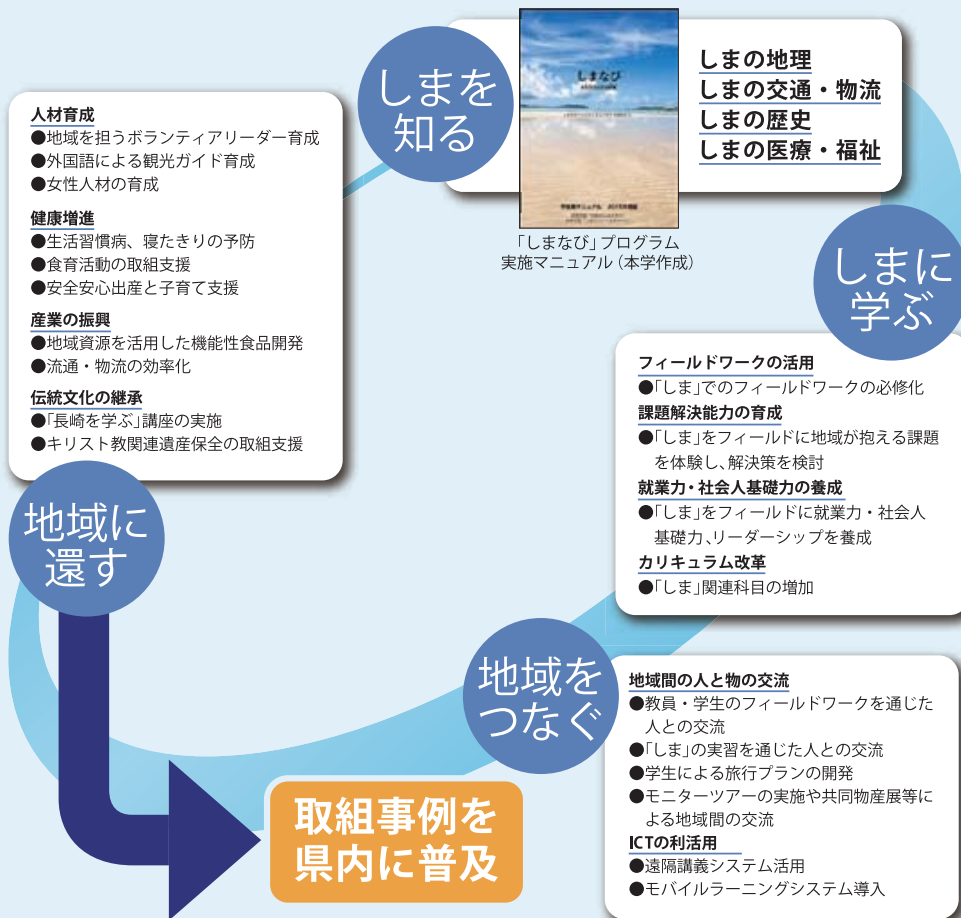 しまを
知る
しまなび
しまの地理
しまの交通・物流
しまの歴史
しまの医療・福祉
「しまなび」プログラム
実施マニュアル(本学作成)
しまに
学ぶ
フィールドワークの活用
●「しま」でのフィールドワークの必修化
課題解決能力の育成
●「しま」をフィールドに地域が抱える課題
を体験し、解決策を検討
就業力・社会人基礎力の養成
●「しま」をフィールドに就業力・社会人
基礎力、リーダーシップを養成
カリキュラム改革
●「しま」関連科目の増加
地域を
つなぐ
地域間の人と物の交流
●教員・学生のフィールドワークを通じた
人との交流
●「しま」の実習を通じた人との交流
●学生による旅行プランの開発
●モニターツアーの実施や共同物産展等に
よる地域間の交流
ICTの利活用
●遠隔講義システム活用
●モバイルラーニングシステム導入
地域に
還す
人材育成
●地域を担うボランティアリーダー育成
●外国語による観光ガイド育成
●女性人材の育成
健康増進
●生活習慣病、寝たきりの予防
●食育活動の取組支援
●安全安心出産と子育て支援
産業の振興
●地域資源を活用した機能性食品開発
●流通・物流の効率化
伝統文化の継承
●「長崎を学ぶ」講座の実施
●キリスト教関連遺産保全の取組支援
取組事例を
県内に普及